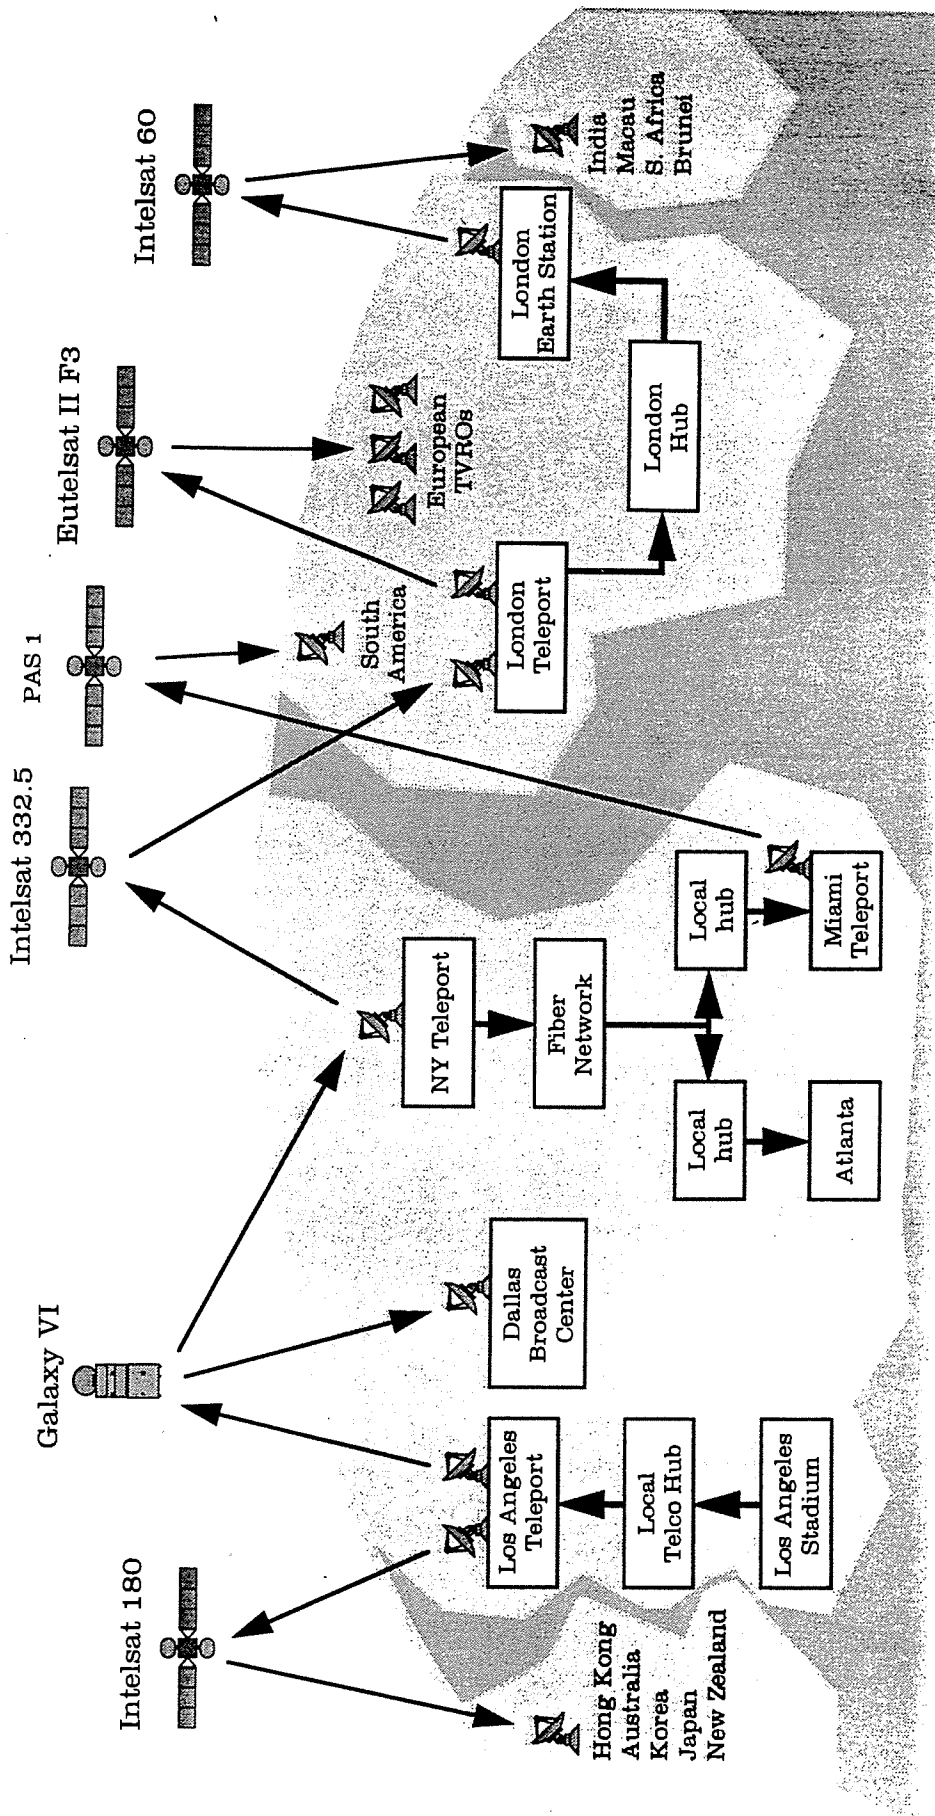 Intelsat 180
Galaxy VI
Intelsat 332.5
PAS 1
Eutelsat II F3
Intelsat 60
Hong Kong
Australia
Korea
Japan
New Zealand
Los Angeles
Teleport
Local
Telco Hub
Los Angeles
Stadium
Dallas
Broadcast
Center
NY Teleport
Fiber
Network
Local
hub
Atlanta
Local
hub
Miami
Teleport
South
America
London
Teleport
European
TVROs
London
Hub
London
Earth Station
India
Macau
S. Africa
Brunei